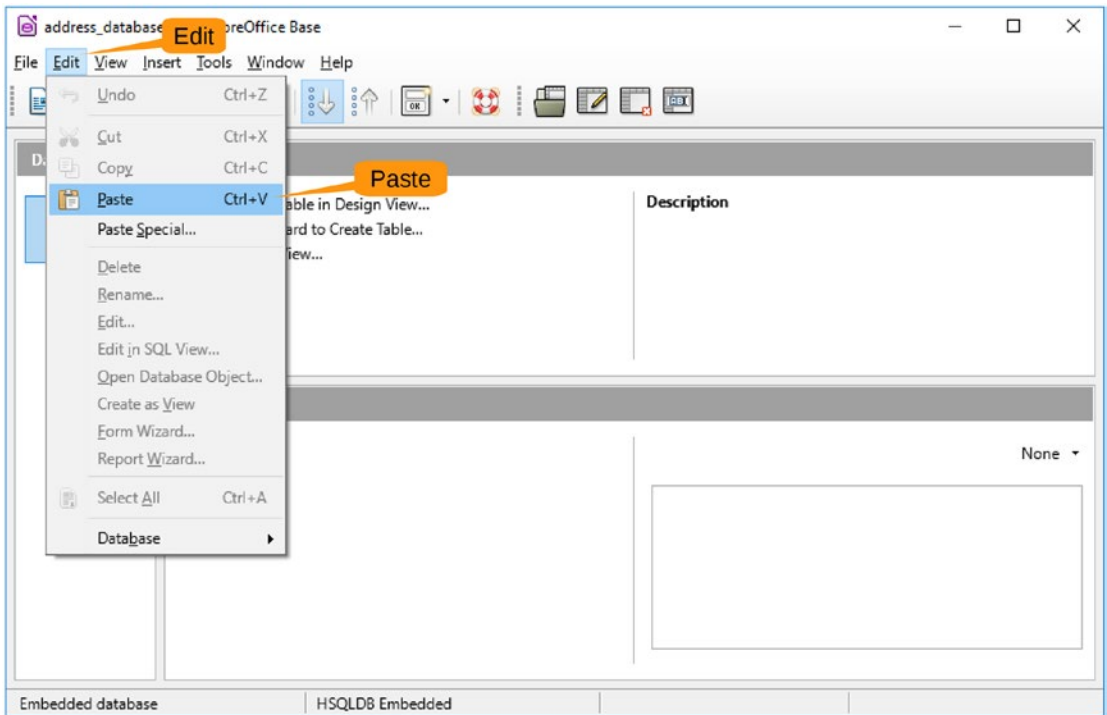 address_database
Edit
reOffice Base
File Edit View Insert Tools Window Help
Undo Ctrl+Z
Cut Ctrl+X
Copy Ctrl+C
Paste
Paste Ctrl+V
able in Design View...
Description
Paste Special...
ard to Create Table...
iew...
Delete
Rename...
Edit...
Edit in SQL View...
Open Database Object...
Create as View
Form Wizard...
Report Wizard...
None
Select All Ctrl+A
Database
Embedded database
HSQLDB Embedded